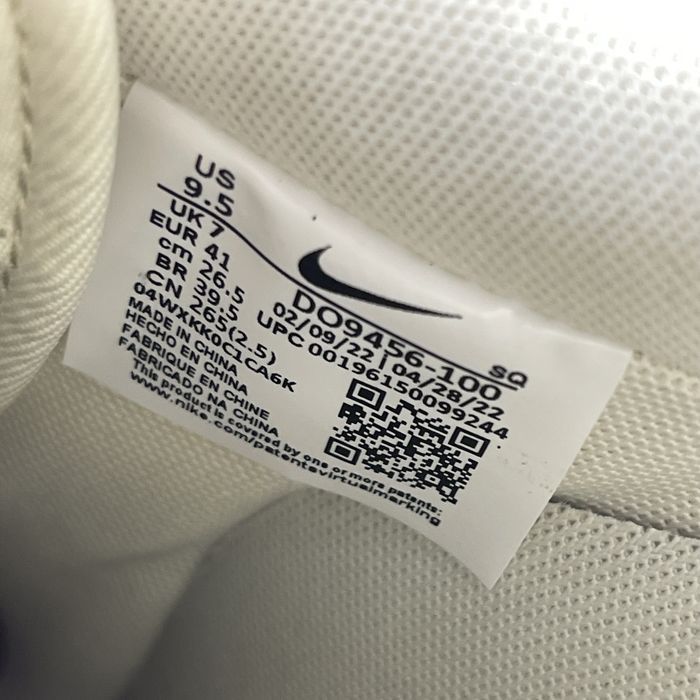 US
9.5
UK 7
EUR 41
cm 26.5
BR 39.5
CN 265(2.5)
04WXKK0C1CA6K
MADE IN CHINA
HECHO EN CHINA
FABRIQUE EN CHINE
FABRICADO NA CHINA
This product is covered by one or more patents:
www.nike.com/patentsvirtualmarking
DO9456-100 SQ
02/09/22 | 04/28/22
UPC 00196150099244